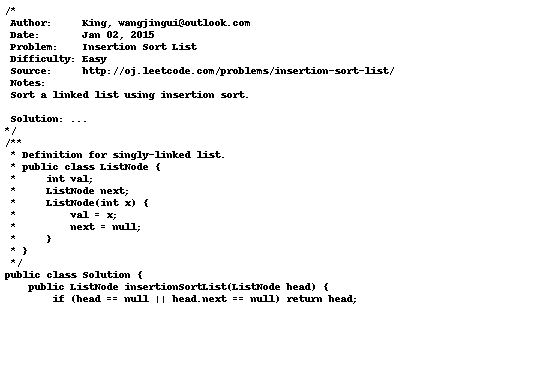 /*
 Author:     King, wangjingui@outlook.com
 Date:       Jan 02, 2015
 Problem:    Insertion Sort List
 Difficulty: Easy
 Source:     http://oj.leetcode.com/problems/insertion-sort-list/
 Notes:
 Sort a linked list using insertion sort.

 Solution: ...
*/
/**
 * Definition for singly-linked list.
 * public class ListNode {
 *     int val;
 *     ListNode next;
 *     ListNode(int x) {
 *         val = x;
 *         next = null;
 *     }
 * }
 */
public class Solution {
    public ListNode insertionSortList(ListNode head) {
        if (head == null || head.next == null) return head;